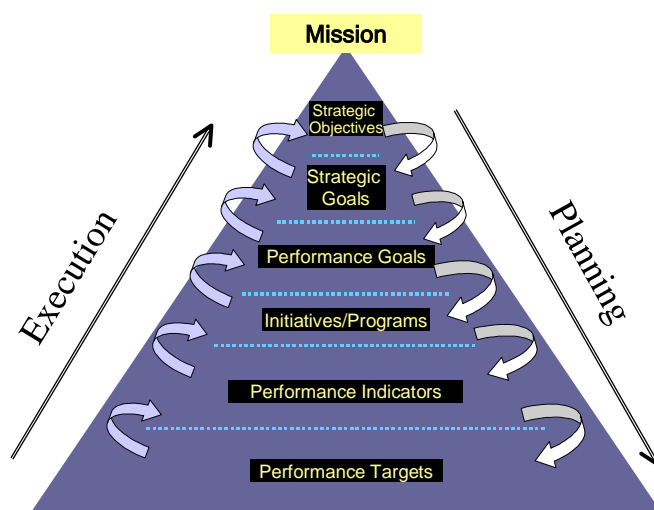 Mission
Strategic
Objectives
Strategic
Goals
Performance Goals
Initiatives/Programs
Performance Indicators
Performance Targets
Execution
Planning